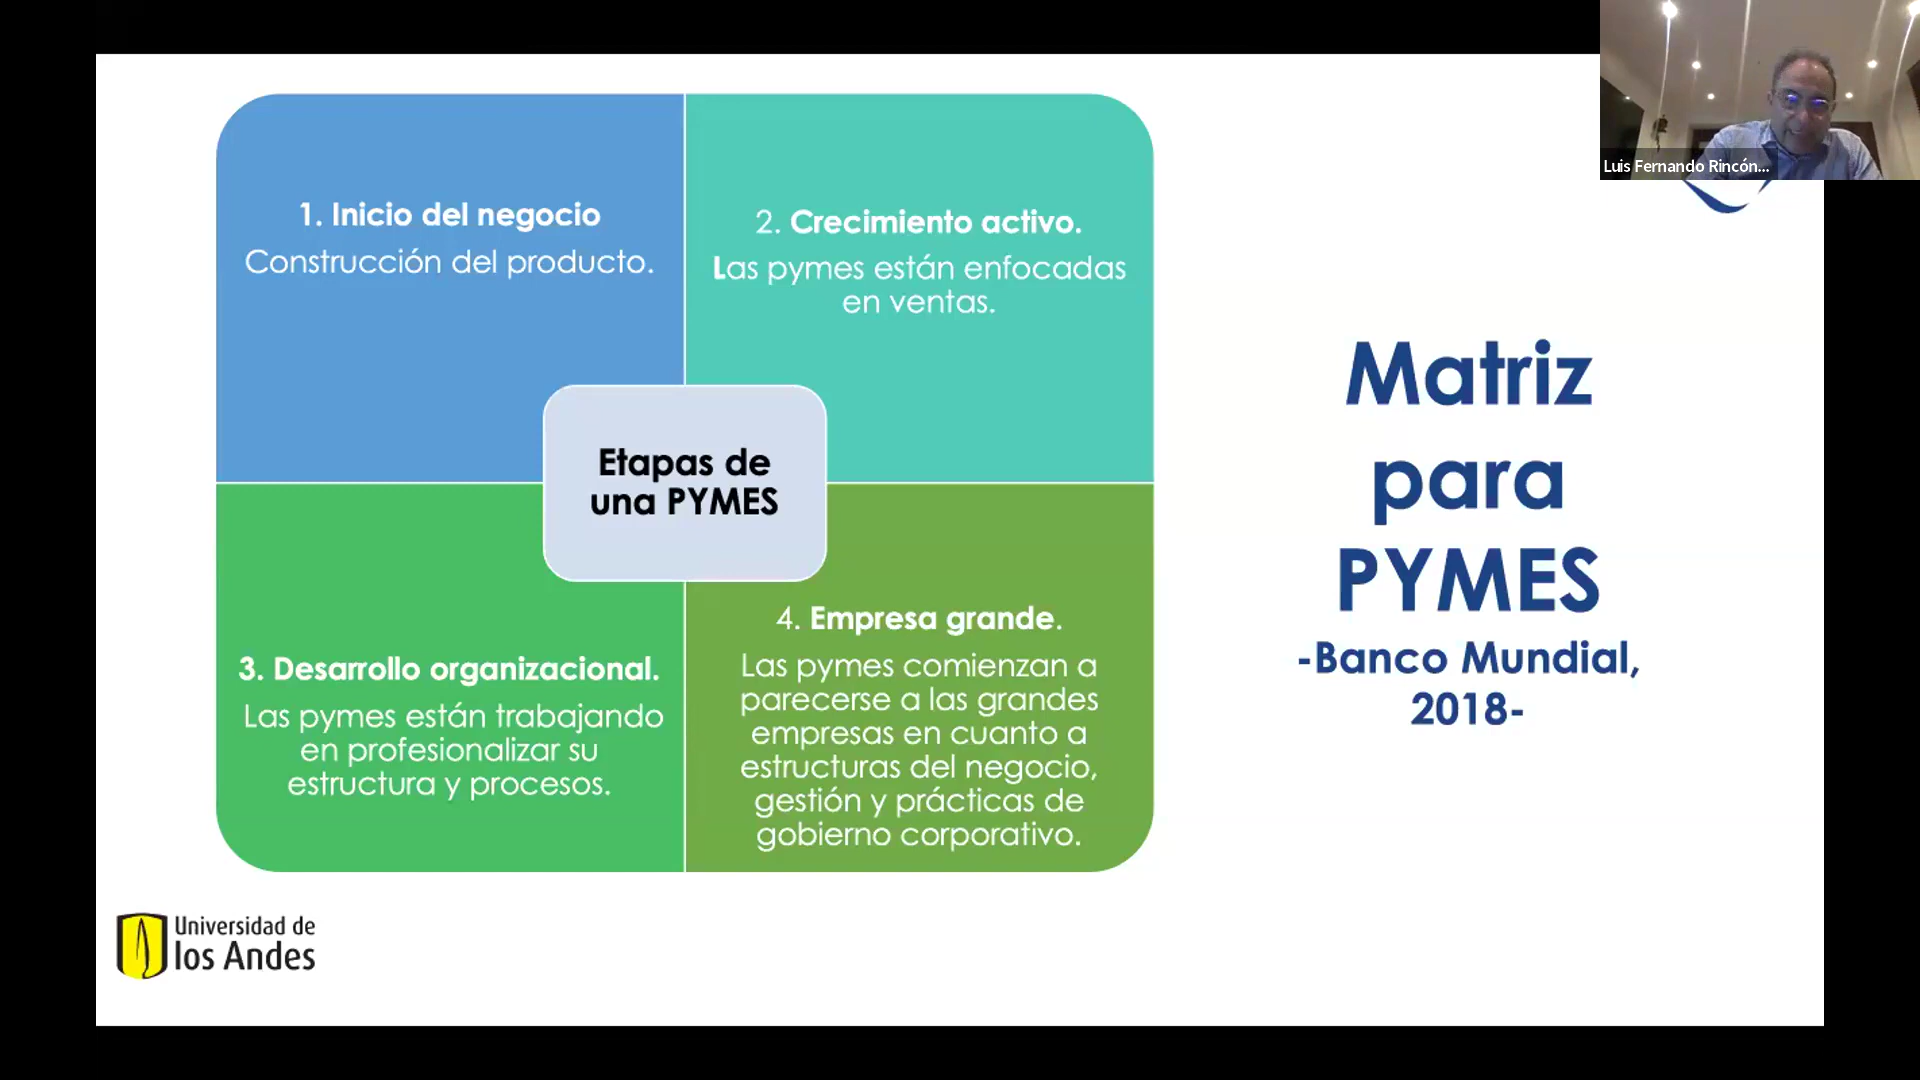 1. Inicio del negocio
Construcción del producto.
2. Crecimiento activo.
Las pymes están enfocadas
en ventas.
Etapas de
una PYMES
3. Desarrollo organizacional.
Las pymes están trabajando
en profesionalizar su
estructura y procesos.
4. Empresa grande.
Las pymes comienzan a
parecerse a las grandes
empresas en cuanto a
estructuras del negocio,
gestión y prácticas de
gobierno corporativo.
Matriz
para
PYMES
-Banco Mundial,
2018-
Luis Fernando Rincón...
Universidad de
los Andes